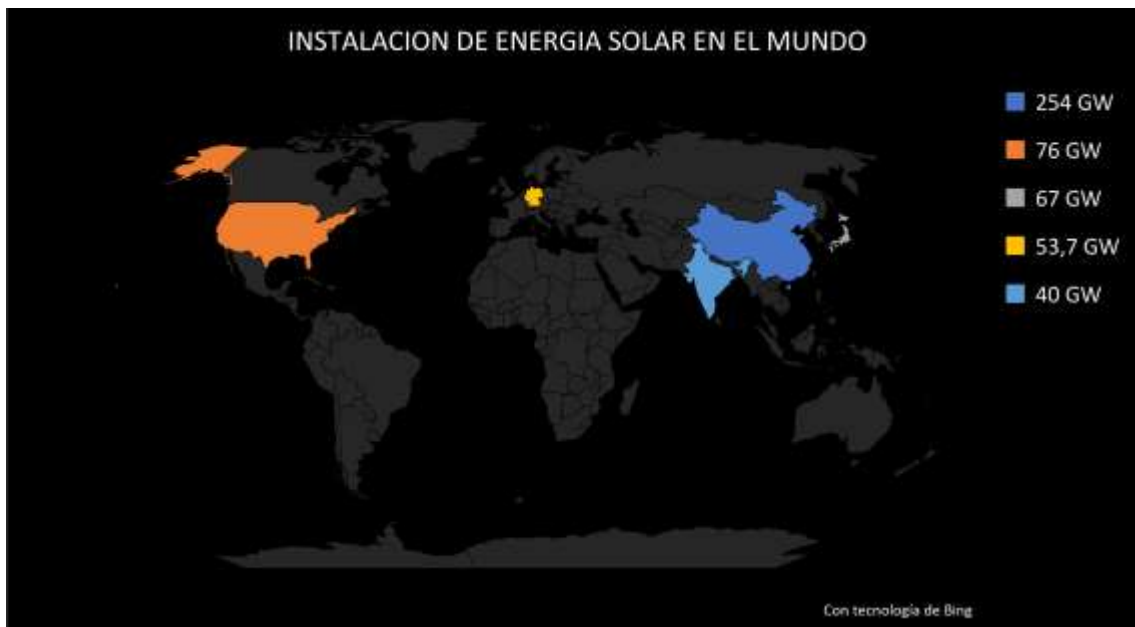 INSTALACION DE ENERGIA SOLAR EN EL MUNDO
254 GW
76 GW
67 GW
53,7 GW
40 GW
Con tecnología de Bing